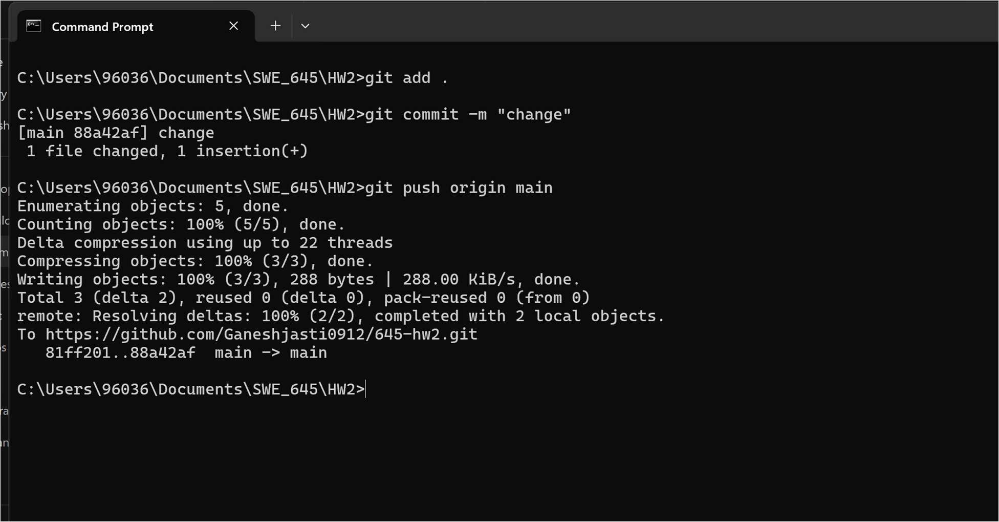 Command Prompt
C:\Users\96036\Documents\SWE_645\HW2>git add .
C:\Users\96036\Documents\SWE_645\HW2>git commit -m "change"
[main 88a42af] change
 1 file changed, 1 insertion(+)
C:\Users\96036\Documents\SWE_645\HW2>git push origin main
Enumerating objects: 5, done.
Counting objects: 100% (5/5), done.
Delta compression using up to 22 threads
Compressing objects: 100% (3/3), done.
Writing objects: 100% (3/3), 288 bytes | 288.00 KiB/s, done.
Total 3 (delta 2), reused 0 (delta 0), pack-reused 0 (from 0)
remote: Resolving deltas: 100% (2/2), completed with 2 local objects.
To https://github.com/Ganeshjasti0912/645-hw2.git
   81ff201..88a42af  main -> main
C:\Users\96036\Documents\SWE_645\HW2>